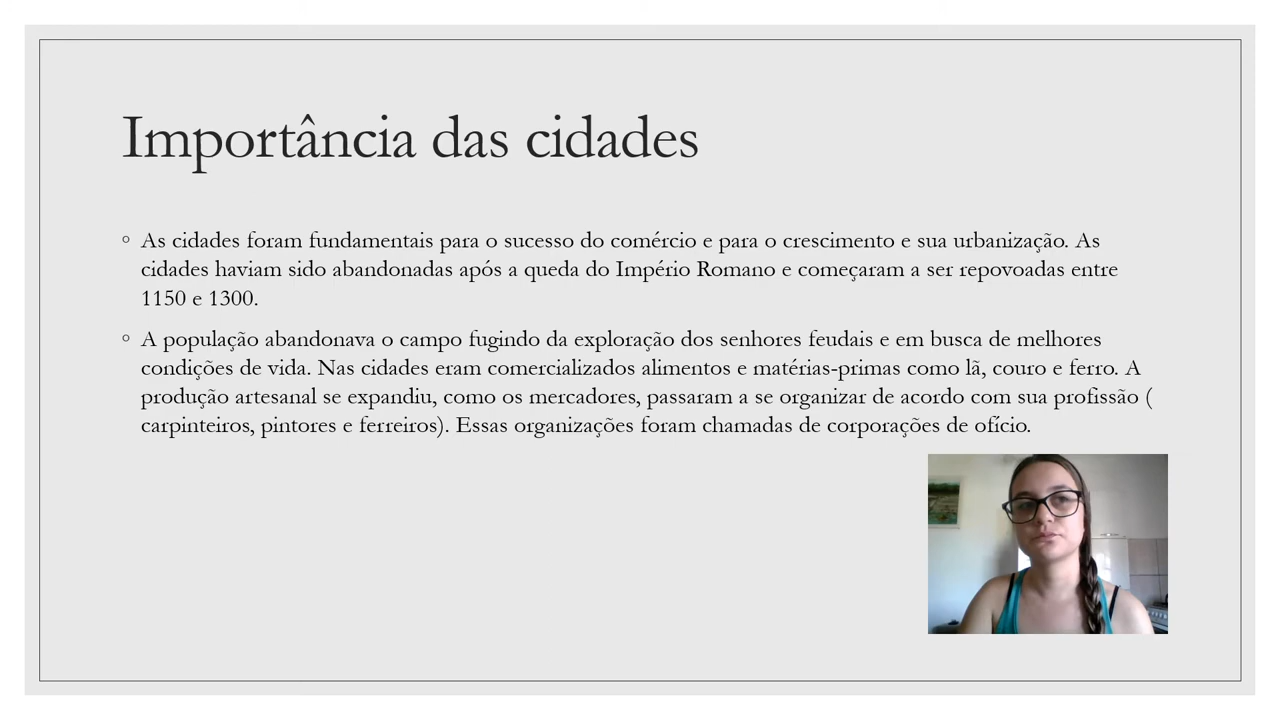 Importância das cidades
◦ As cidades foram fundamentais para o sucesso do comércio e para o crescimento e sua urbanização. As
cidades haviam sido abandonadas após a queda do Império Romano e começaram a ser repovoadas entre
1150 e 1300.
◦ A população abandonava o campo fugindo da exploração dos senhores feudais e em busca de melhores
condições de vida. Nas cidades eram comercializados alimentos e matérias-primas como lã, couro e ferro. A
produção artesanal se expandiu, como os mercadores, passaram a se organizar de acordo com sua profissão (
carpinteiros, pintores e ferreiros). Essas organizações foram chamadas de corporações de ofício.